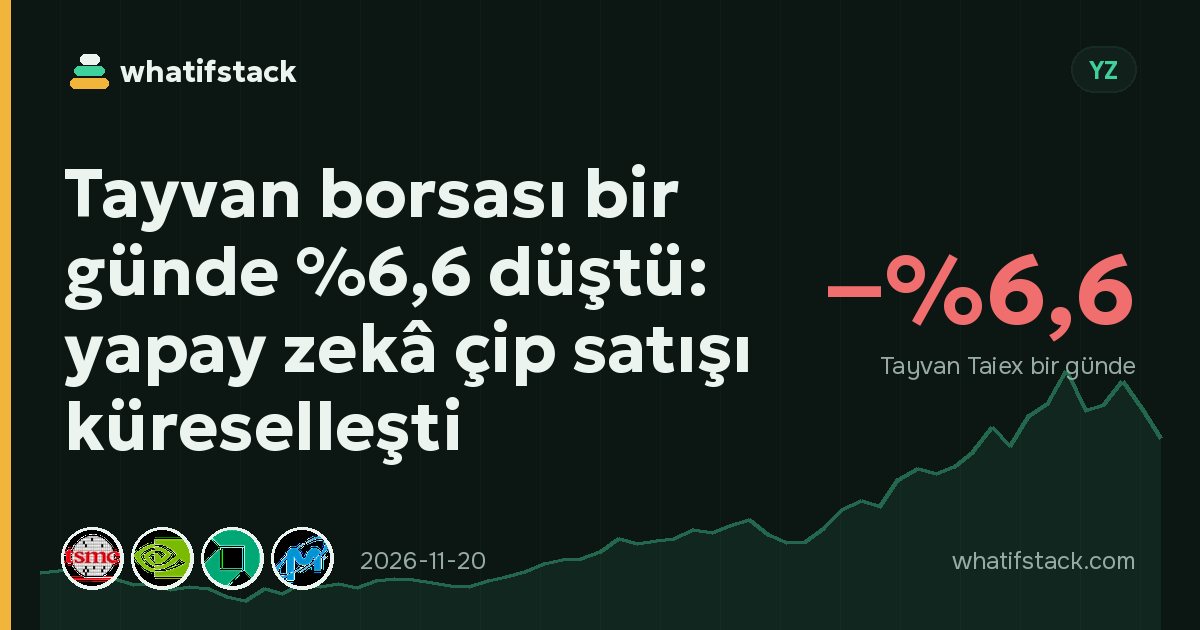 whatifstack
YZ
Tayvan borsası bir
günde %6,6 düştü:
yapay zekâ çip satışı
küreselleşti
–%6,6
Tayvan Taiex bir günde
tsmc
2026-11-20
whatifstack.com